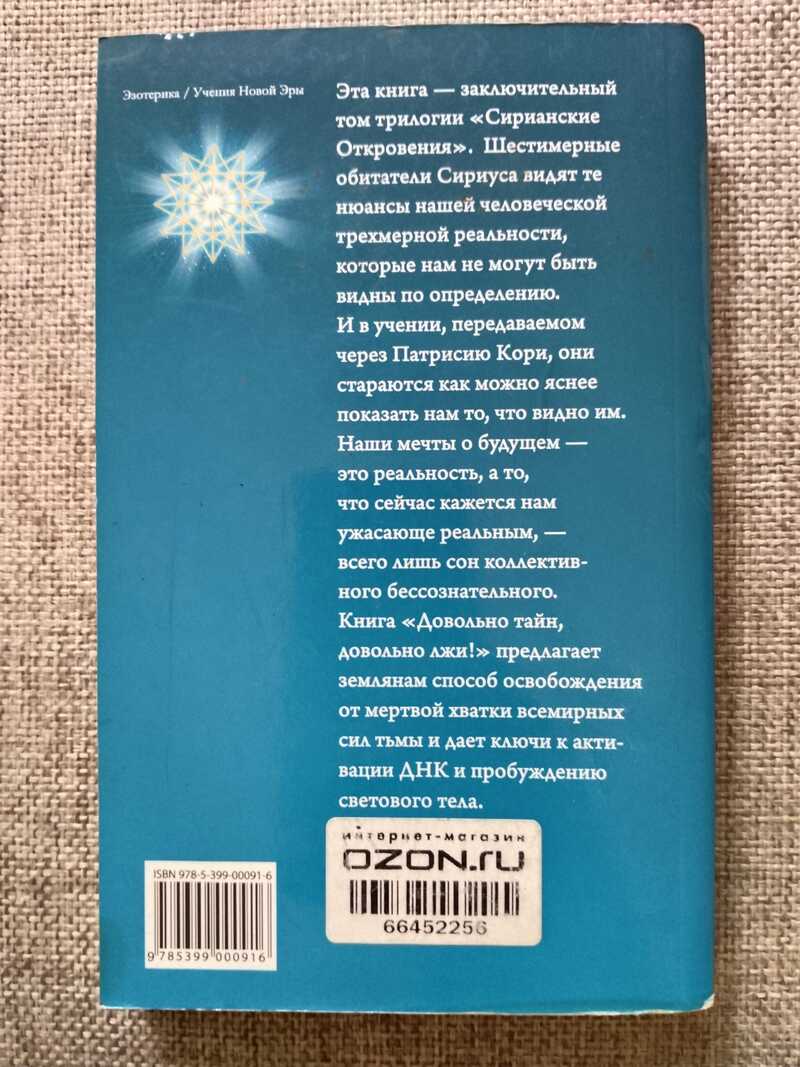 Эзотерика / Учения Новой Эры
Эта книга — заключительный
том трилогии «Сирианские
Откровения». Шестимерные
обитатели Сириуса видят те
нюансы нашей человеческой
трехмерной реальности,
которые нам не могут быть
видны по определению.
И в учении, передаваемом
через Патрисию Кори, они
стараются как можно яснее
показать нам то, что видно им.
Наши мечты о будущем —
это реальность, а то,
что сейчас кажется нам
ужасающе реальным, —
всего лишь сон коллектив-
ного бессознательного.
Книга «Довольно тайн,
довольно лжи!» предлагает
землянам способ освобождения
от мертвой хватки всемирных
сил тьмы и дает ключи к акти-
вации ДНК и пробуждению
светового тела.
интернет-магазин
OZON.ru
66452256
ISBN 978-5-399-00091-6
9 785399 000916